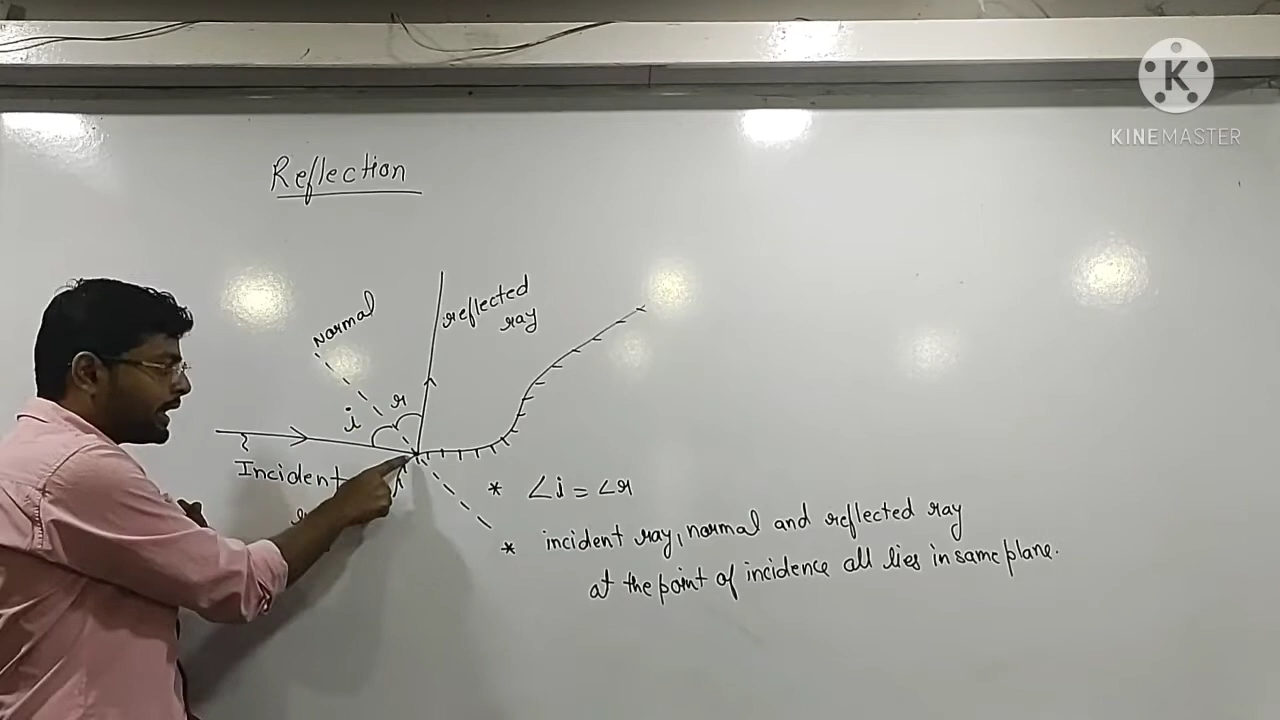 KINEMASTER
Reflection
Normal
reflected
ray
i
r
Incident
* ∠i = ∠r
* incident ray, normal and reflected ray
at the point of incidence all lies in same plane.